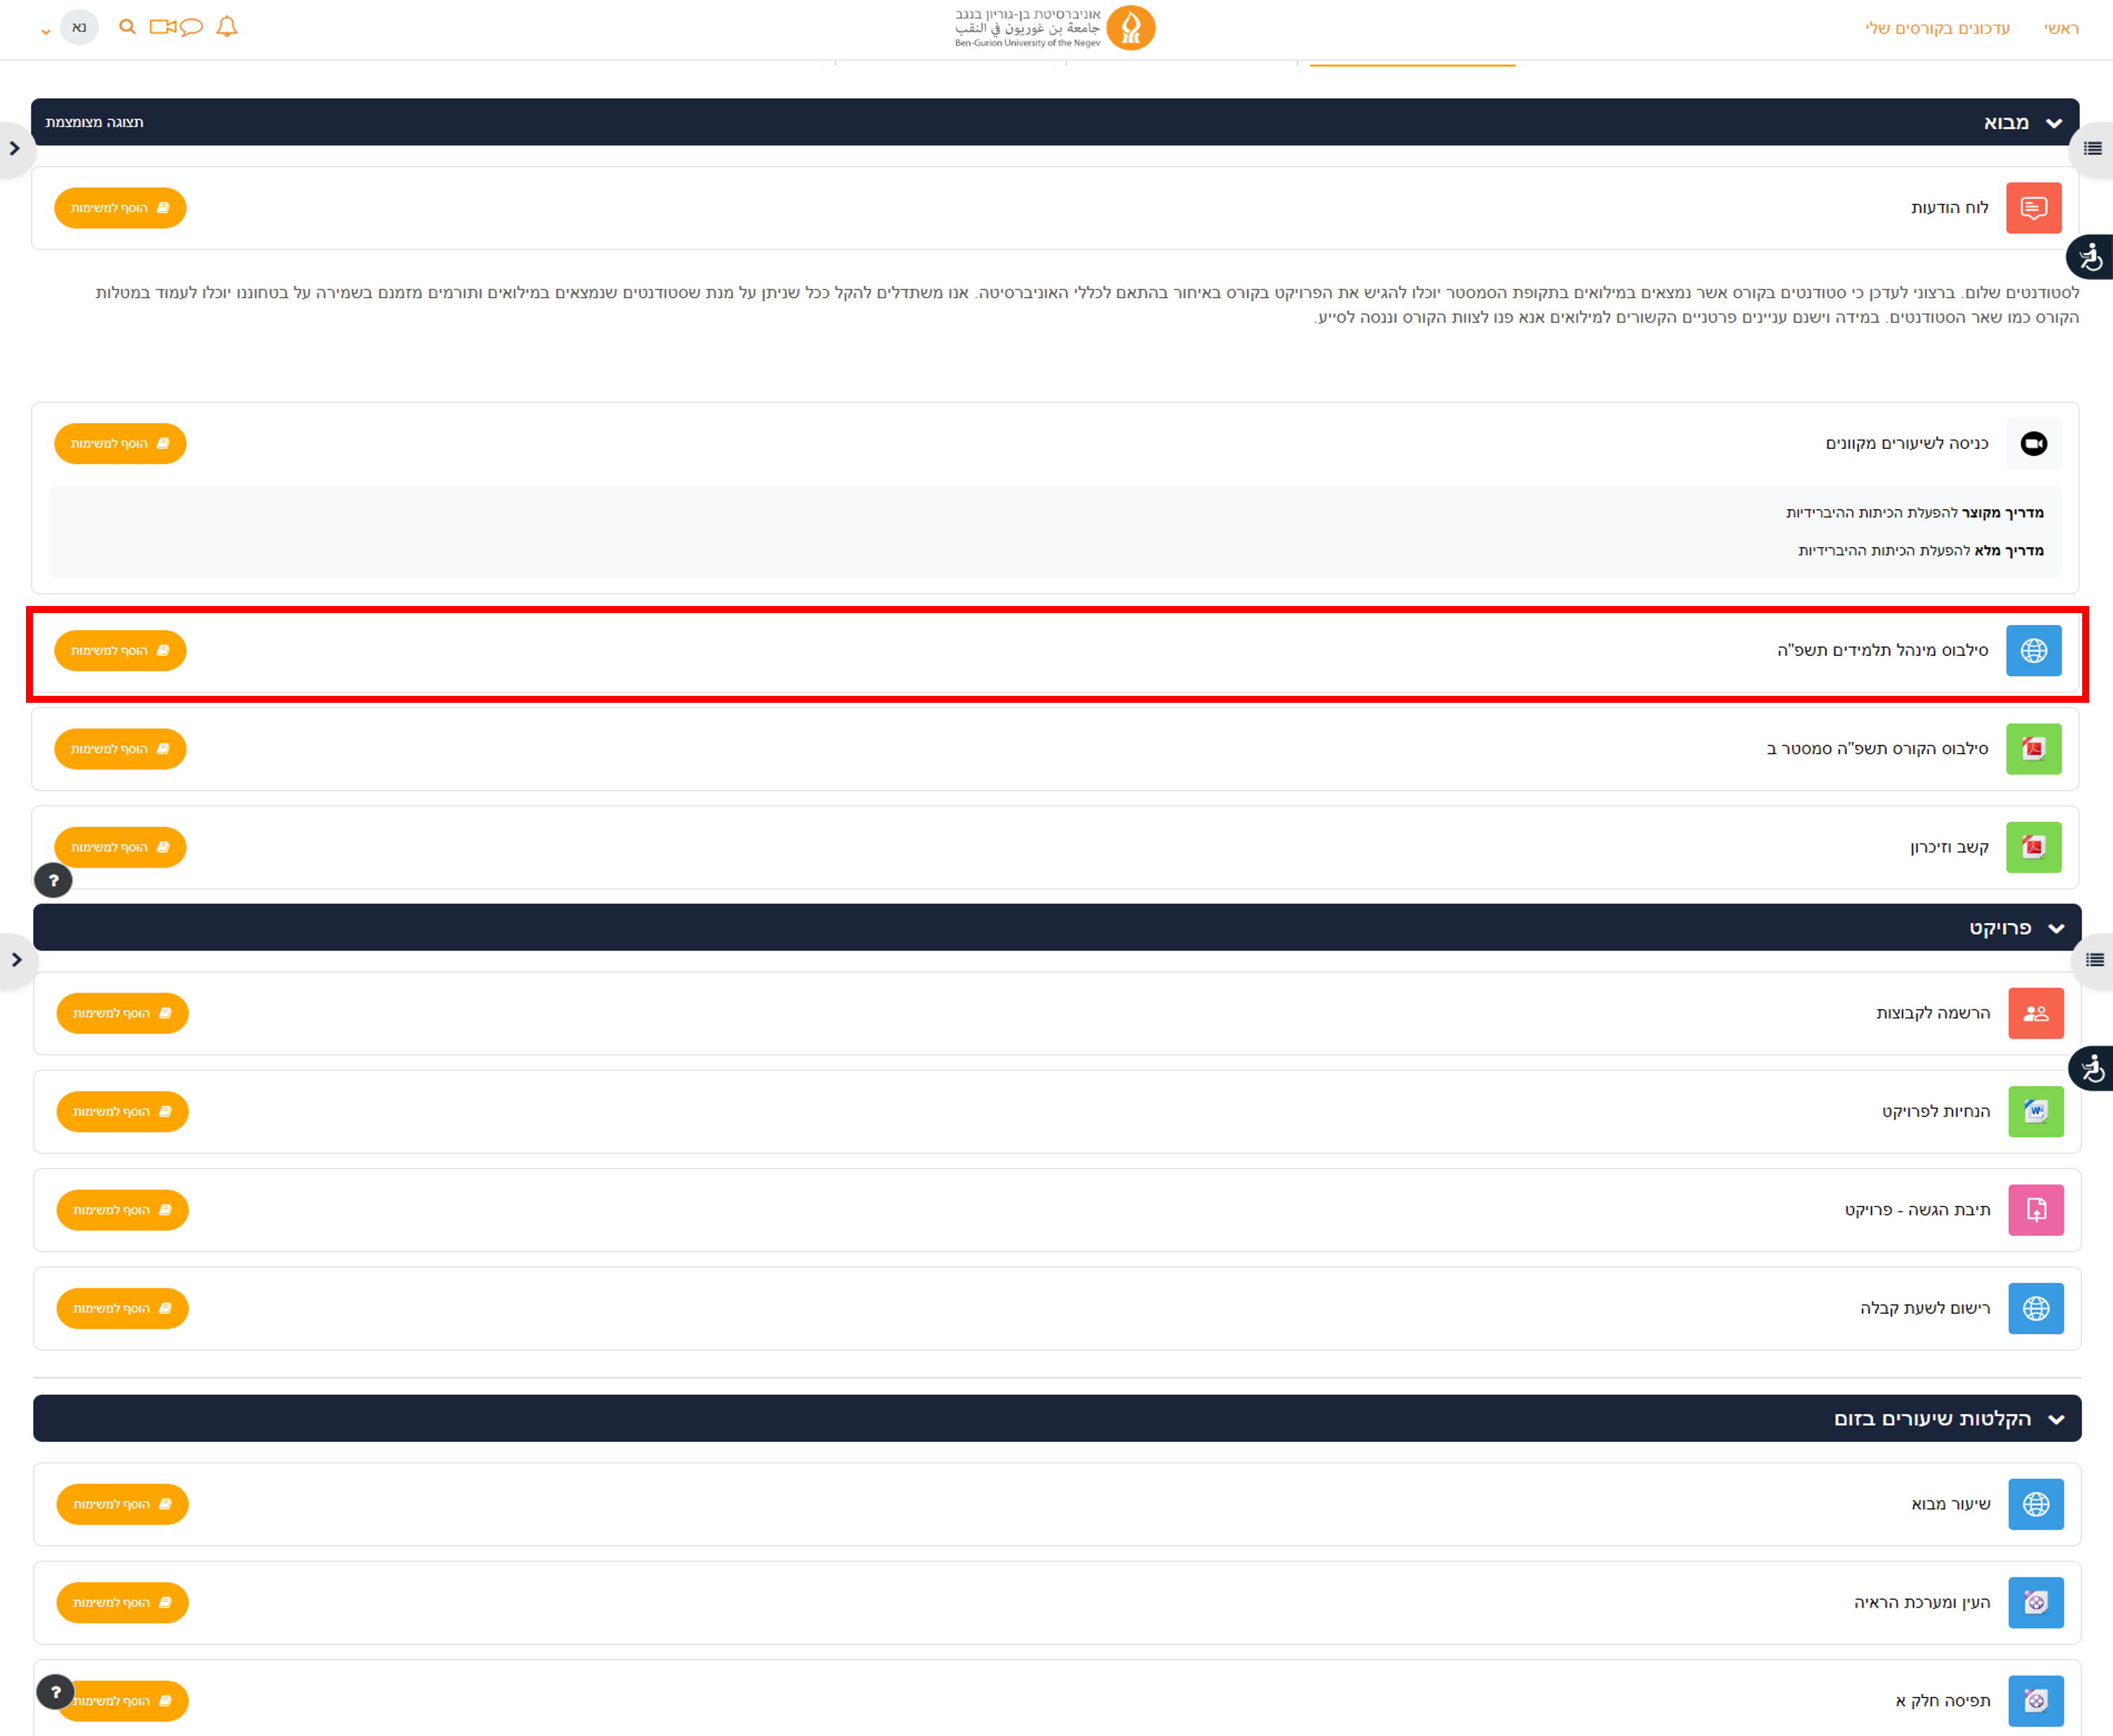 ראשי
עדכונים בקורסים שלי
אוניברסיטת בן-גוריון בנגב
جامعة بن غوريون في النقب
Ben-Gurion University of the Negev
נא
מבוא
תצוגה מצומצמת
לוח הודעות
הוסף למשימות
לסטודנטים שלום. ברצוני לעדכן כי סטודנטים בקורס אשר נמצאים במילואים בתקופת הסמסטר יוכלו להגיש את הפרויקט בקורס באיחור בהתאם לכללי האוניברסיטה. אנו משתדלים להקל ככל שניתן על מנת שסטודנטים שנמצאים במילואים ותורמים מזמנם בשמירה על בטחוננו יוכלו לעמוד במטלות
הקורס כמו שאר הסטודנטים. במידה וישנם עניינים פרטניים הקשורים למילואים אנא פנו לצוות הקורס וננסה לסייע.
כניסה לשיעורים מקוונים
הוסף למשימות
מדריך מקוצר להפעלת הכיתות ההיברידיות
מדריך מלא להפעלת הכיתות ההיברידיות
סילבוס מינהל תלמידים תשפ"ה
הוסף למשימות
סילבוס הקורס תשפ"ה סמסטר ב
הוסף למשימות
קשב וזיכרון
הוסף למשימות
?
פרויקט
הרשמה לקבוצות
הוסף למשימות
הנחיות לפרויקט
הוסף למשימות
תיבת הגשה - פרויקט
הוסף למשימות
רישום לשעת קבלה
הוסף למשימות
הקלטות שיעורים בזום
שיעור מבוא
הוסף למשימות
העין ומערכת הראיה
הוסף למשימות
תפיסה חלק א
הוסף למשימות
?